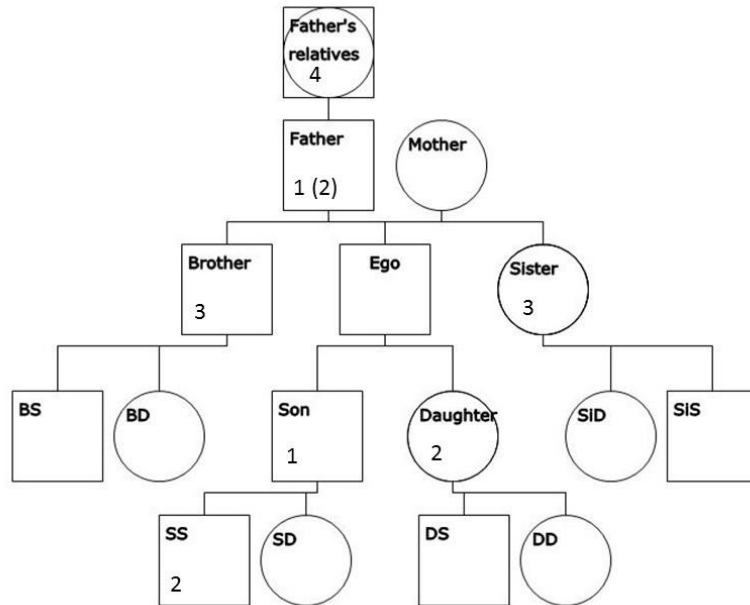 Father's
relatives
4
Father
Mother
1 (2)
Brother
Ego
Sister
3
3
BS
BD
Son
Daughter
SiD
SiS
1
2
SS
SD
DS
DD
2